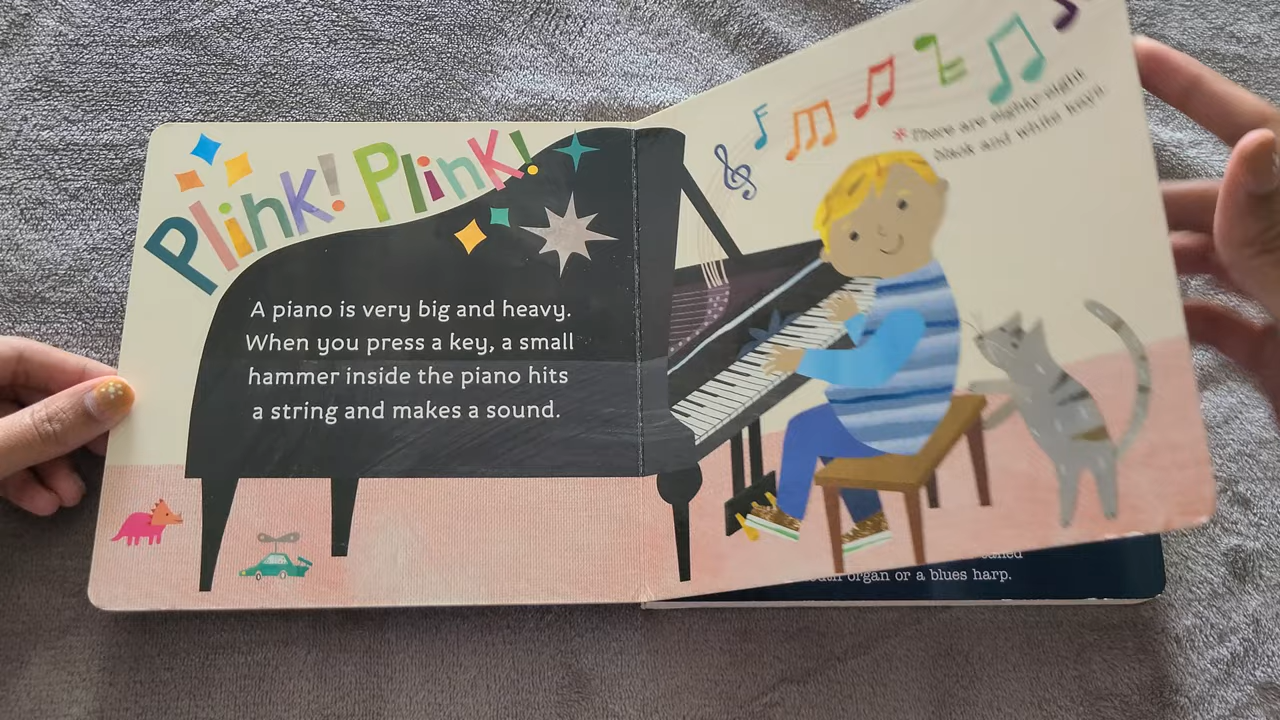 Plink! Plink!
A piano is very big and heavy.
When you press a key, a small
hammer inside the piano hits
a string and makes a sound.
*There are eighty-eight
black and white keys.
organ or a blues harp.